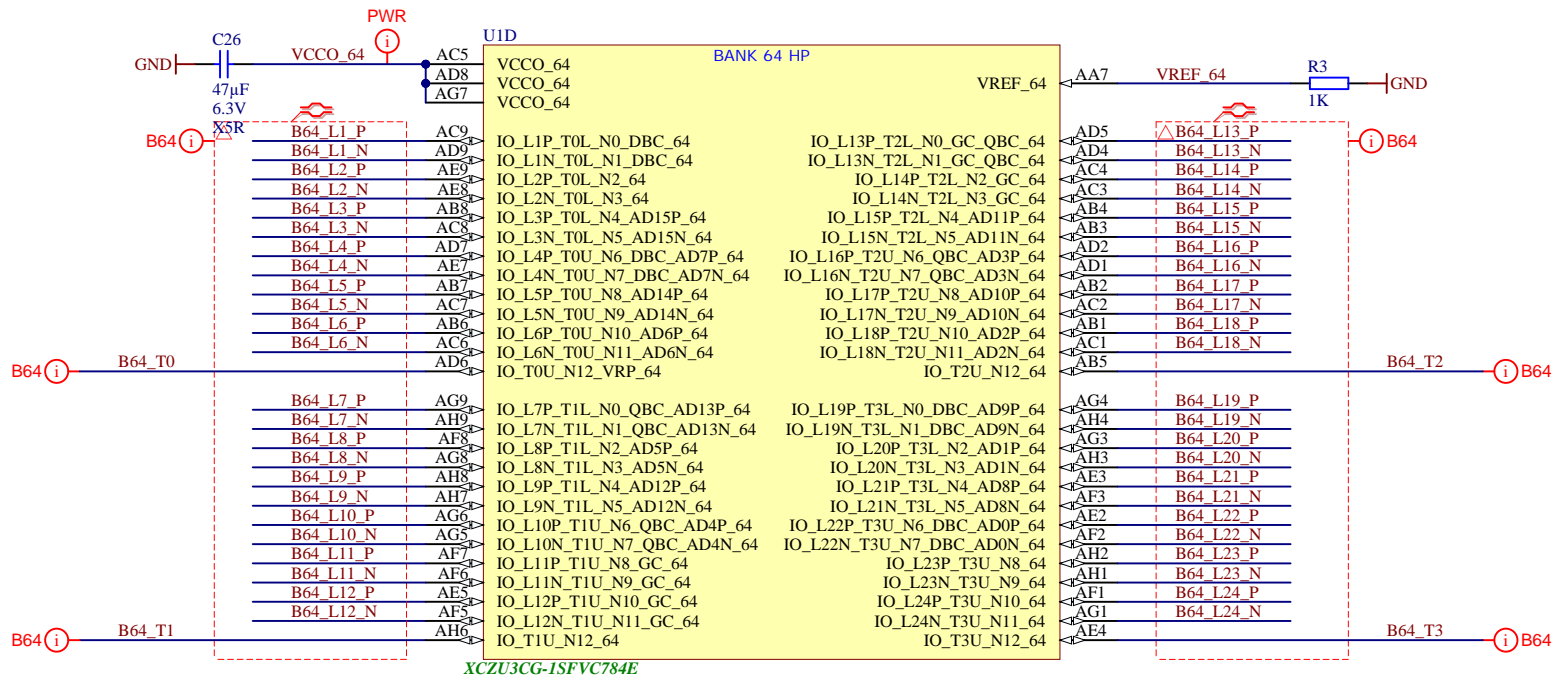 PWR
C26
U1D
BANK 64 HP
GND VCCO_64 AC5 VCCO_64
47µF AD8 VCCO_64 VREF_64 AA7 VREF_64 R3 GND
6.3V AG7 VCCO_64 1K
X5R
B64 i B64_L1_P AC9 IO_L1P_T0L_N0_DBC_64 IO_L13P_T2L_N0_GC_QBC_64 AD5 B64_L13_P i B64
B64_L1_N AD9 IO_L1N_T0L_N1_DBC_64 IO_L13N_T2L_N1_GC_QBC_64 AD4 B64_L13_N
B64_L2_P AE9 IO_L2P_T0L_N2_64 IO_L14P_T2L_N2_GC_64 AC4 B64_L14_P
B64_L2_N AE8 IO_L2N_T0L_N3_64 IO_L14N_T2L_N3_GC_64 AC3 B64_L14_N
B64_L3_P AB8 IO_L3P_T0L_N4_AD15P_64 IO_L15P_T2L_N4_AD11P_64 AB4 B64_L15_P
B64_L3_N AC8 IO_L3N_T0L_N5_AD15N_64 IO_L15N_T2L_N5_AD11N_64 AB3 B64_L15_N
B64_L4_P AD7 IO_L4P_T0U_N6_DBC_AD7P_64 IO_L16P_T2U_N6_QBC_AD3P_64 AD2 B64_L16_P
B64_L4_N AE7 IO_L4N_T0U_N7_DBC_AD7N_64 IO_L16N_T2U_N7_QBC_AD3N_64 AD1 B64_L16_N
B64_L5_P AB7 IO_L5P_T0U_N8_AD14P_64 IO_L17P_T2U_N8_AD10P_64 AB2 B64_L17_P
B64_L5_N AC7 IO_L5N_T0U_N9_AD14N_64 IO_L17N_T2U_N9_AD10N_64 AC2 B64_L17_N
B64_L6_P AB6 IO_L6P_T0U_N10_AD6P_64 IO_L18P_T2U_N10_AD2P_64 AB1 B64_L18_P
B64_L6_N AC6 IO_L6N_T0U_N11_AD6N_64 IO_L18N_T2U_N11_AD2N_64 AC1 B64_L18_N
B64 i B64_T0 AD6 IO_T0U_N12_VRP_64 IO_T2U_N12_64 AB5 B64_T2 i B64
B64_L7_P AG9 IO_L7P_T1L_N0_QBC_AD13P_64 IO_L19P_T3L_N0_DBC_AD9P_64 AG4 B64_L19_P
B64_L7_N AH9 IO_L7N_T1L_N1_QBC_AD13N_64 IO_L19N_T3L_N1_DBC_AD9N_64 AH4 B64_L19_N
B64_L8_P AF8 IO_L8P_T1L_N2_AD5P_64 IO_L20P_T3L_N2_AD1P_64 AG3 B64_L20_P
B64_L8_N AG8 IO_L8N_T1L_N3_AD5N_64 IO_L20N_T3L_N3_AD1N_64 AH3 B64_L20_N
B64_L9_P AH8 IO_L9P_T1L_N4_AD12P_64 IO_L21P_T3L_N4_AD8P_64 AE3 B64_L21_P
B64_L9_N AH7 IO_L9N_T1L_N5_AD12N_64 IO_L21N_T3L_N5_AD8N_64 AF3 B64_L21_N
B64_L10_P AG6 IO_L10P_T1U_N6_QBC_AD4P_64 IO_L22P_T3U_N6_DBC_AD0P_64 AE2 B64_L22_P
B64_L10_N AG5 IO_L10N_T1U_N7_QBC_AD4N_64 IO_L22N_T3U_N7_DBC_AD0N_64 AF2 B64_L22_N
B64_L11_P AF7 IO_L11P_T1U_N8_GC_64 IO_L23P_T3U_N8_64 AH2 B64_L23_P
B64_L11_N AF6 IO_L11N_T1U_N9_GC_64 IO_L23N_T3U_N9_64 AH1 B64_L23_N
B64_L12_P AE5 IO_L12P_T1U_N10_GC_64 IO_L24P_T3U_N10_64 AF1 B64_L24_P
B64_L12_N AF5 IO_L12N_T1U_N11_GC_64 IO_L24N_T3U_N11_64 AG1 B64_L24_N
B64 i B64_T1 AH6 IO_T1U_N12_64 IO_T3U_N12_64 AE4 B64_T3 i B64
XCZU3CG-1SFVC784E